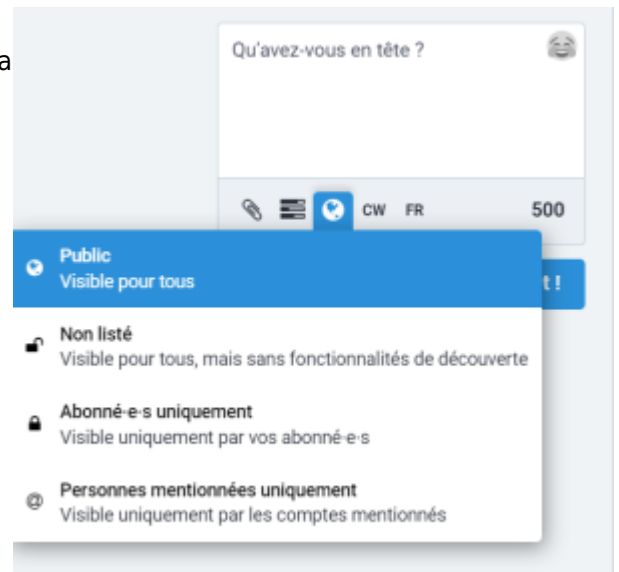 a
Qu'avez-vous en tête ?
CW FR 500
Public
Visible pour tous
t !
Non listé
Visible pour tous, mais sans fonctionnalités de découverte
Abonné·e·s uniquement
Visible uniquement par vos abonné·e·s
@ Personnes mentionnées uniquement
Visible uniquement par les comptes mentionnés